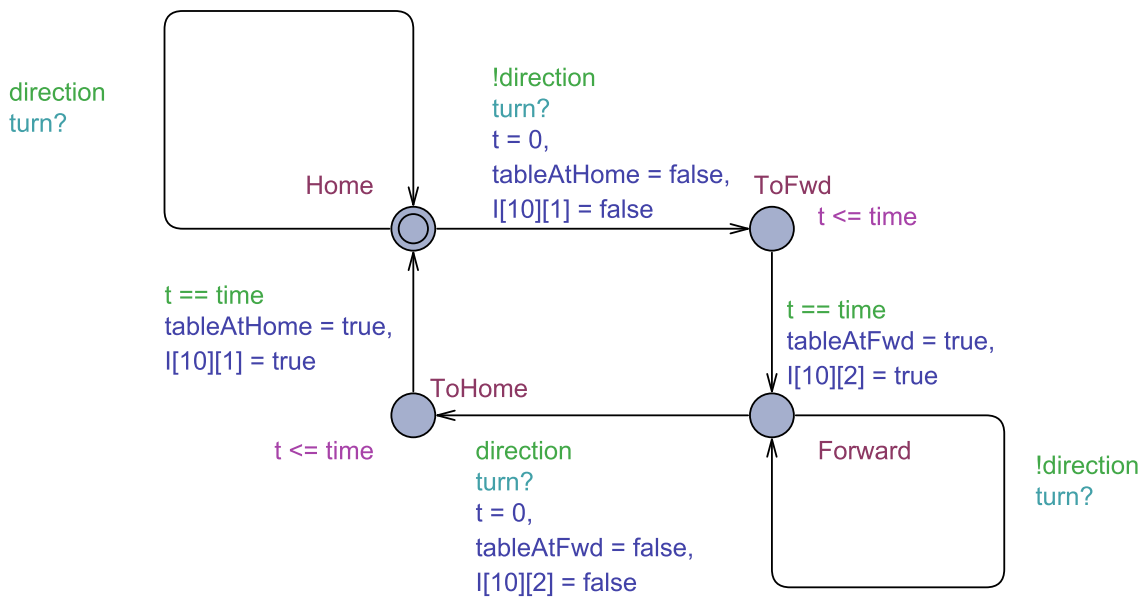 direction
turn?
!direction
turn?
t = 0,
tableAtHome = false,
I[10][1] = false
Home
ToFwd
t <= time
t == time
tableAtHome = true,
I[10][1] = true
t == time
tableAtFwd = true,
I[10][2] = true
ToHome
t <= time
direction
turn?
t = 0,
tableAtFwd = false,
I[10][2] = false
Forward
!direction
turn?